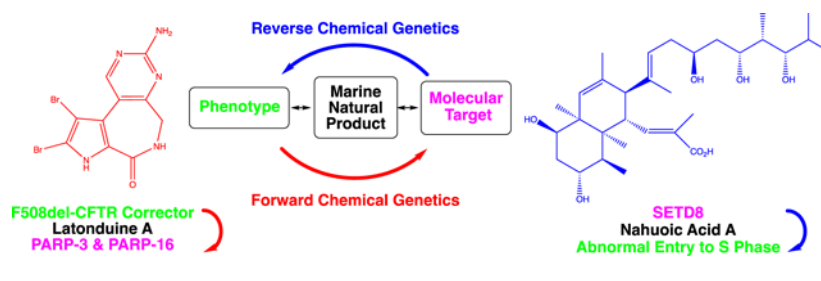 Reverse Chemical Genetics
Phenotype
Marine
Natural
Product
Molecular
Target
Forward Chemical Genetics
NH2
N
N
Br
Br
N
H
NH
O
F508del-CFTR Corrector
Latonduine A
PARP-3 & PARP-16
OH
OH
OH
HO
CO2H
OH
SETD8
Nahuoic Acid A
Abnormal Entry to S Phase